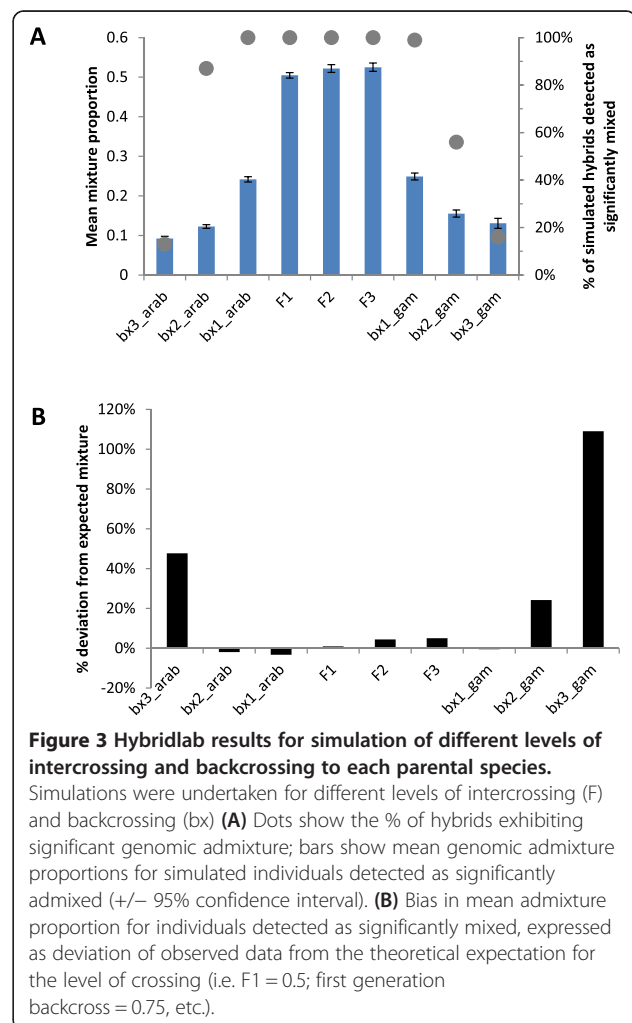 A
Mean mixture proportion
0.6
0.5
0.4
0.3
0.2
0.1
0
100%
80%
60%
40%
20%
0%
% of simulated hybrids detected as
significantly mixed
bx3_arab
bx2_arab
bx1_arab
F1
F2
F3
bx1_gam
bx2_gam
bx3_gam
B
% deviation from expected mixture
120%
100%
80%
60%
40%
20%
0%
-20%
bx3_arab
bx2_arab
bx1_arab
F1
F2
F3
bx1_gam
bx2_gam
bx3_gam
Figure 3 Hybridlab results for simulation of different levels of
intercrossing and backcrossing to each parental species.
Simulations were undertaken for different levels of intercrossing (F)
and backcrossing (bx) (A) Dots show the % of hybrids exhibiting
significant genomic admixture; bars show mean genomic admixture
proportions for simulated individuals detected as significantly
admixed (+/− 95% confidence interval). (B) Bias in mean admixture
proportion for individuals detected as significantly mixed, expressed
as deviation of observed data from the theoretical expectation for
the level of crossing (i.e. F1 = 0.5; first generation
backcross = 0.75, etc.).